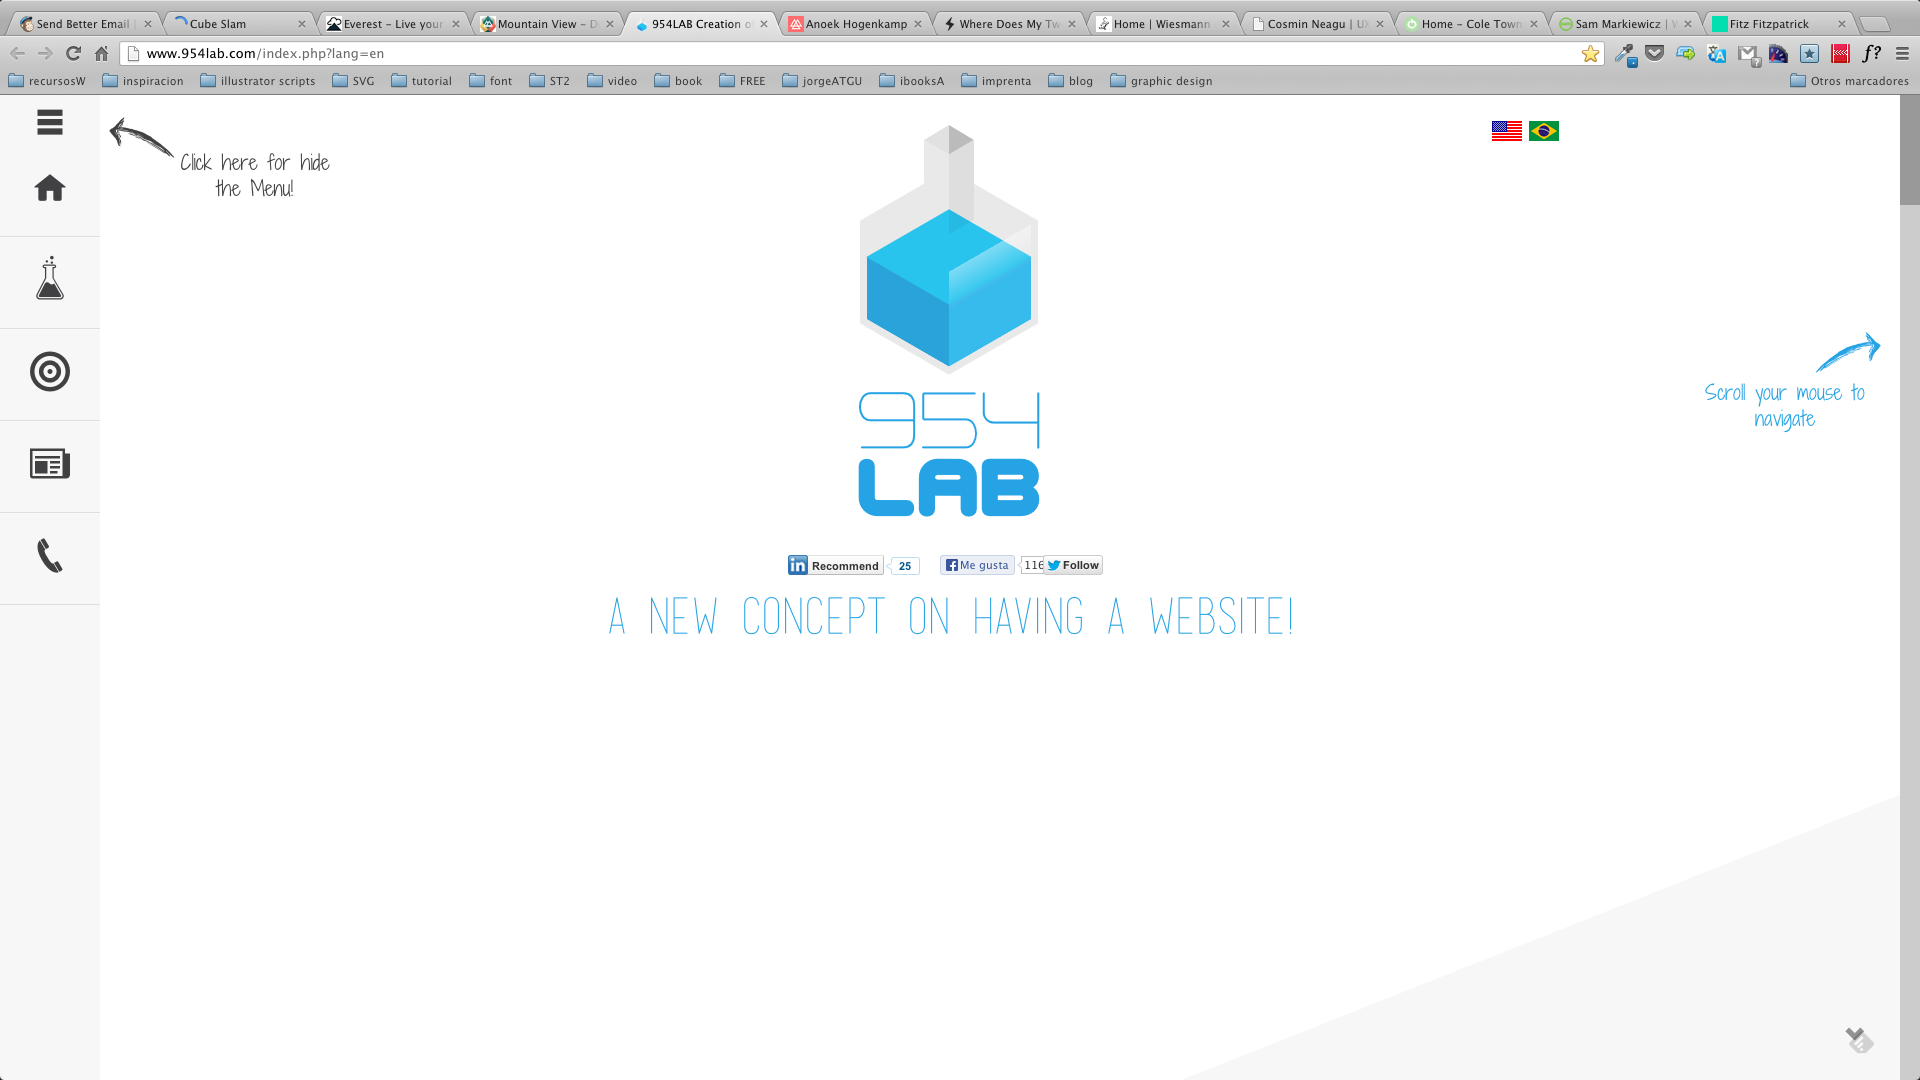 Send Better Email
Cube Slam
Everest – Live your
Mountain View – D
954LAB Creation o
Anoek Hogenkamp
Where Does My Tw
Home | Wiesmann
Cosmin Neagu | UX
Home – Cole Town
Sam Markiewicz | W
Fitz Fitzpatrick
www.954lab.com/index.php?lang=en
f?
recursosW
inspiracion
illustrator scripts
SVG
tutorial
font
ST2
video
book
FREE
jorgeATGU
ibooksA
imprenta
blog
graphic design
Otros marcadores
Click here for hide
the Menu!
Scroll your mouse to
navigate
954
LAB
in Recommend 25
Me gusta 116
Follow
A NEW CONCEPT ON HAVING A WEBSITE!